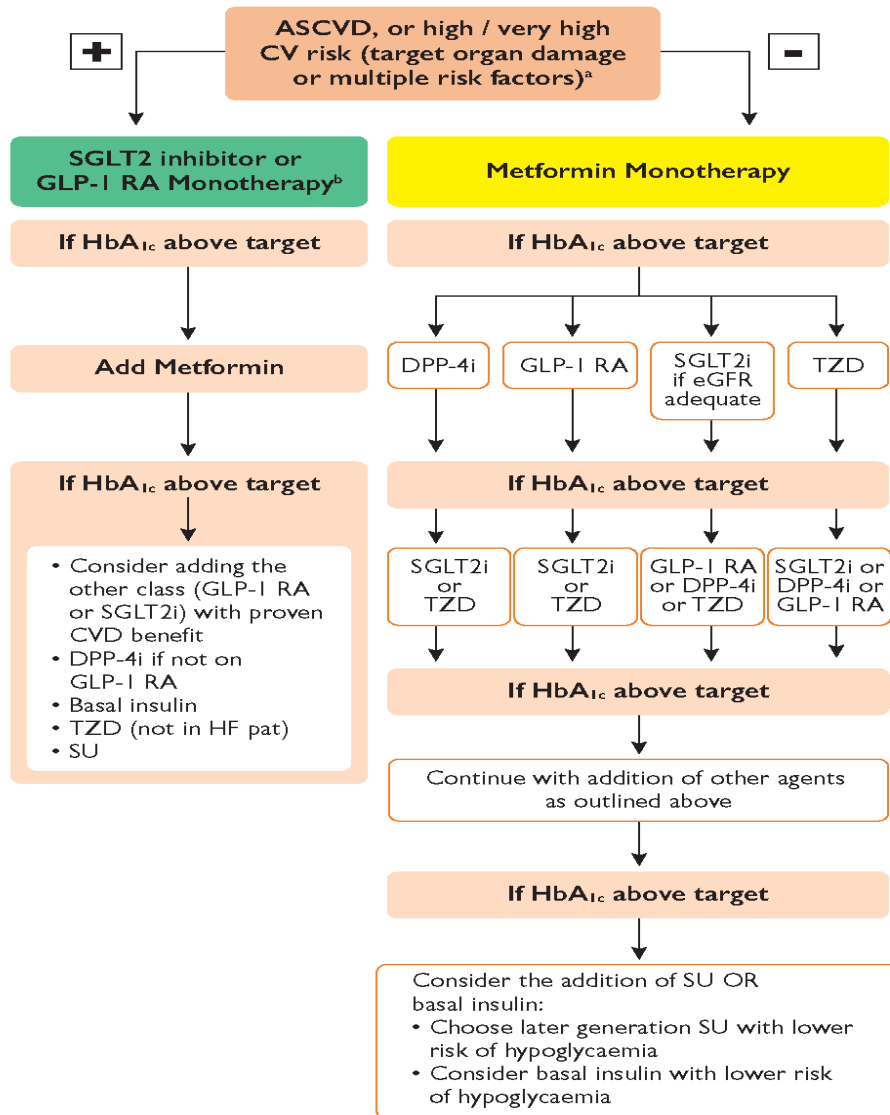 ASCVD, or high / very high
CV risk (target organ damage
or multiple risk factors)ᵃ
+
-
SGLT2 inhibitor or
GLP-1 RA Monotherapyᵇ
If HbA₁c above target
Add Metformin
If HbA₁c above target
• Consider adding the
other class (GLP-1 RA
or SGLT2i) with proven
CVD benefit
• DPP-4i if not on
GLP-1 RA
• Basal insulin
• TZD (not in HF pat)
• SU
Metformin Monotherapy
If HbA₁c above target
DPP-4i
GLP-1 RA
SGLT2i
if eGFR
adequate
TZD
If HbA₁c above target
SGLT2i
or
TZD
SGLT2i
or
TZD
GLP-1 RA
or DPP-4i
or TZD
SGLT2i or
DPP-4i or
GLP-1 RA
If HbA₁c above target
Continue with addition of other agents
as outlined above
If HbA₁c above target
Consider the addition of SU OR
basal insulin:
• Choose later generation SU with lower
risk of hypoglycaemia
• Consider basal insulin with lower risk
of hypoglycaemia